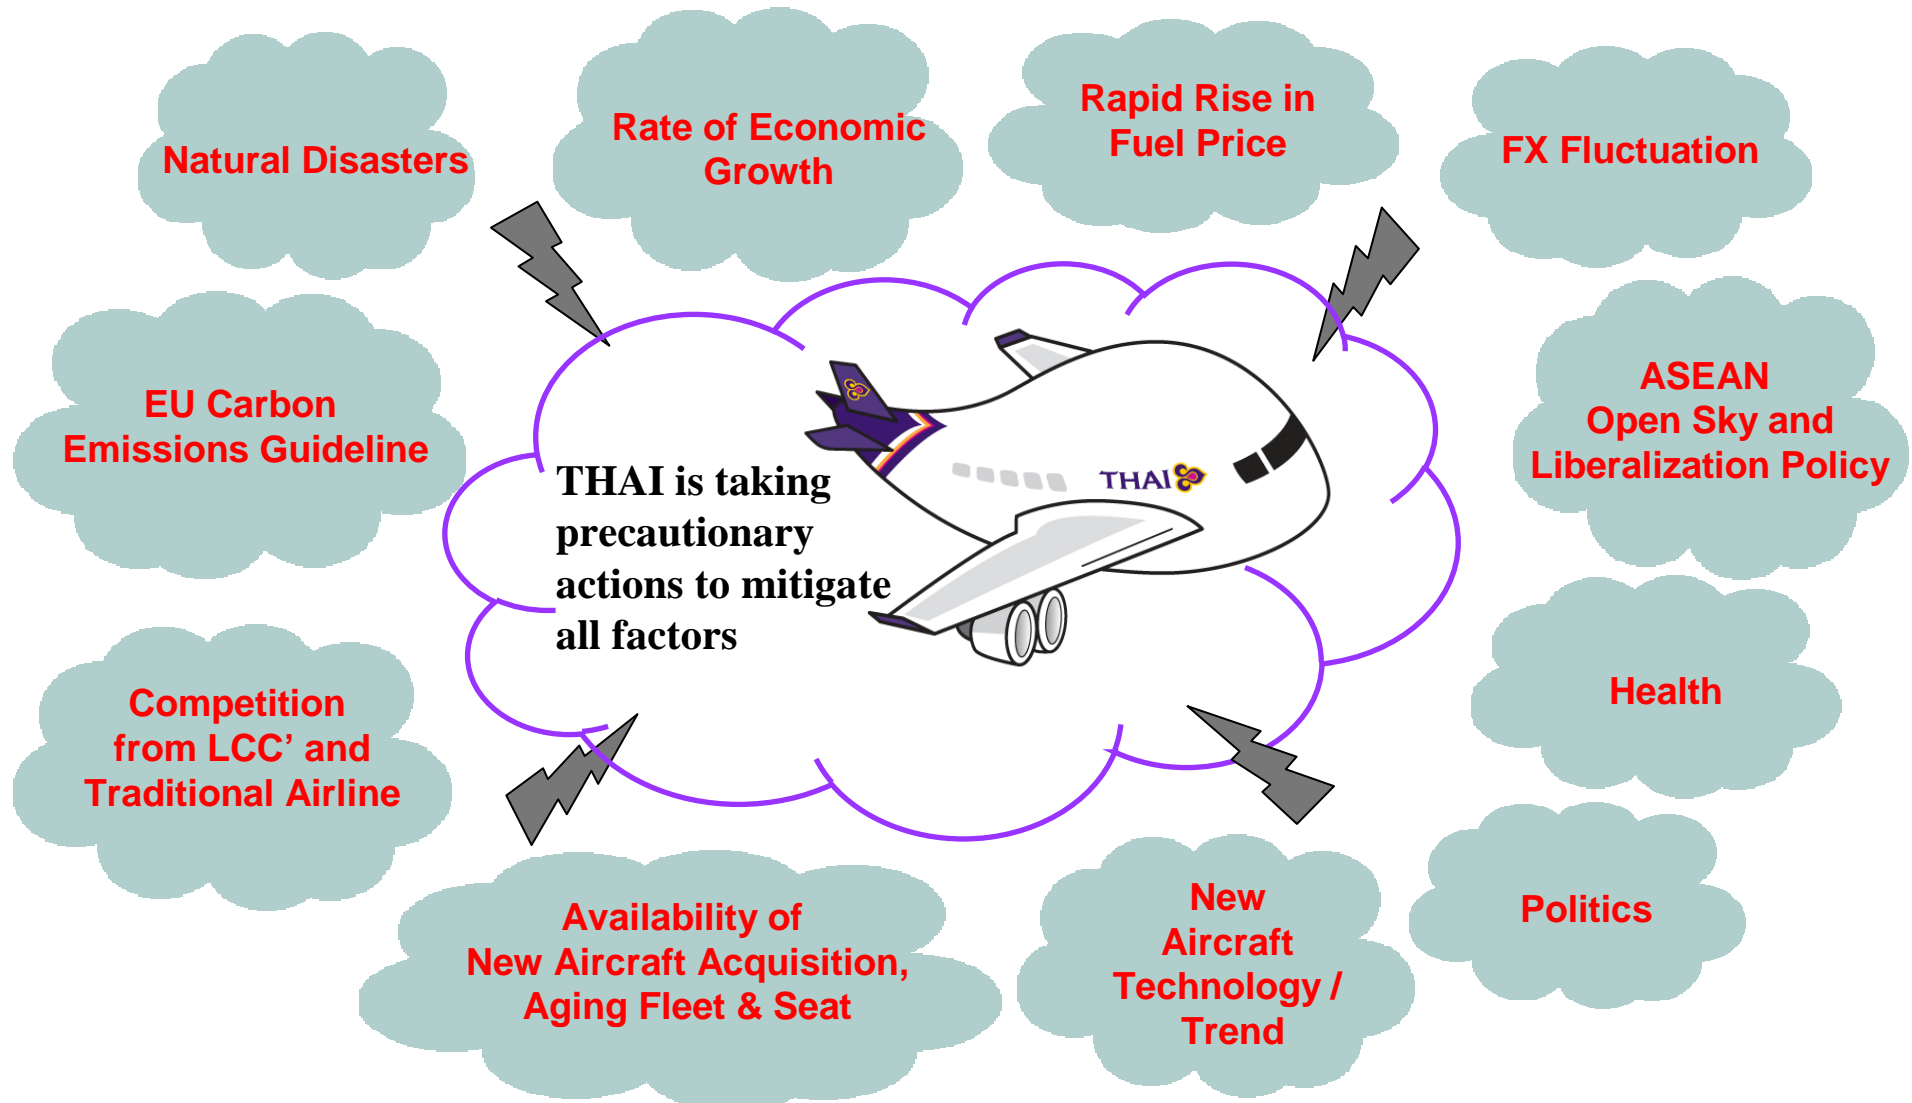 Natural Disasters
Rate of Economic
Growth
Rapid Rise in
Fuel Price
FX Fluctuation
EU Carbon
Emissions Guideline
ASEAN
Open Sky and
Liberalization Policy
THAI is taking
precautionary
actions to mitigate
all factors
THAI
Health
Competition
from LCC’ and
Traditional Airline
Politics
Availability of
New Aircraft Acquisition,
Aging Fleet & Seat
New
Aircraft
Technology /
Trend